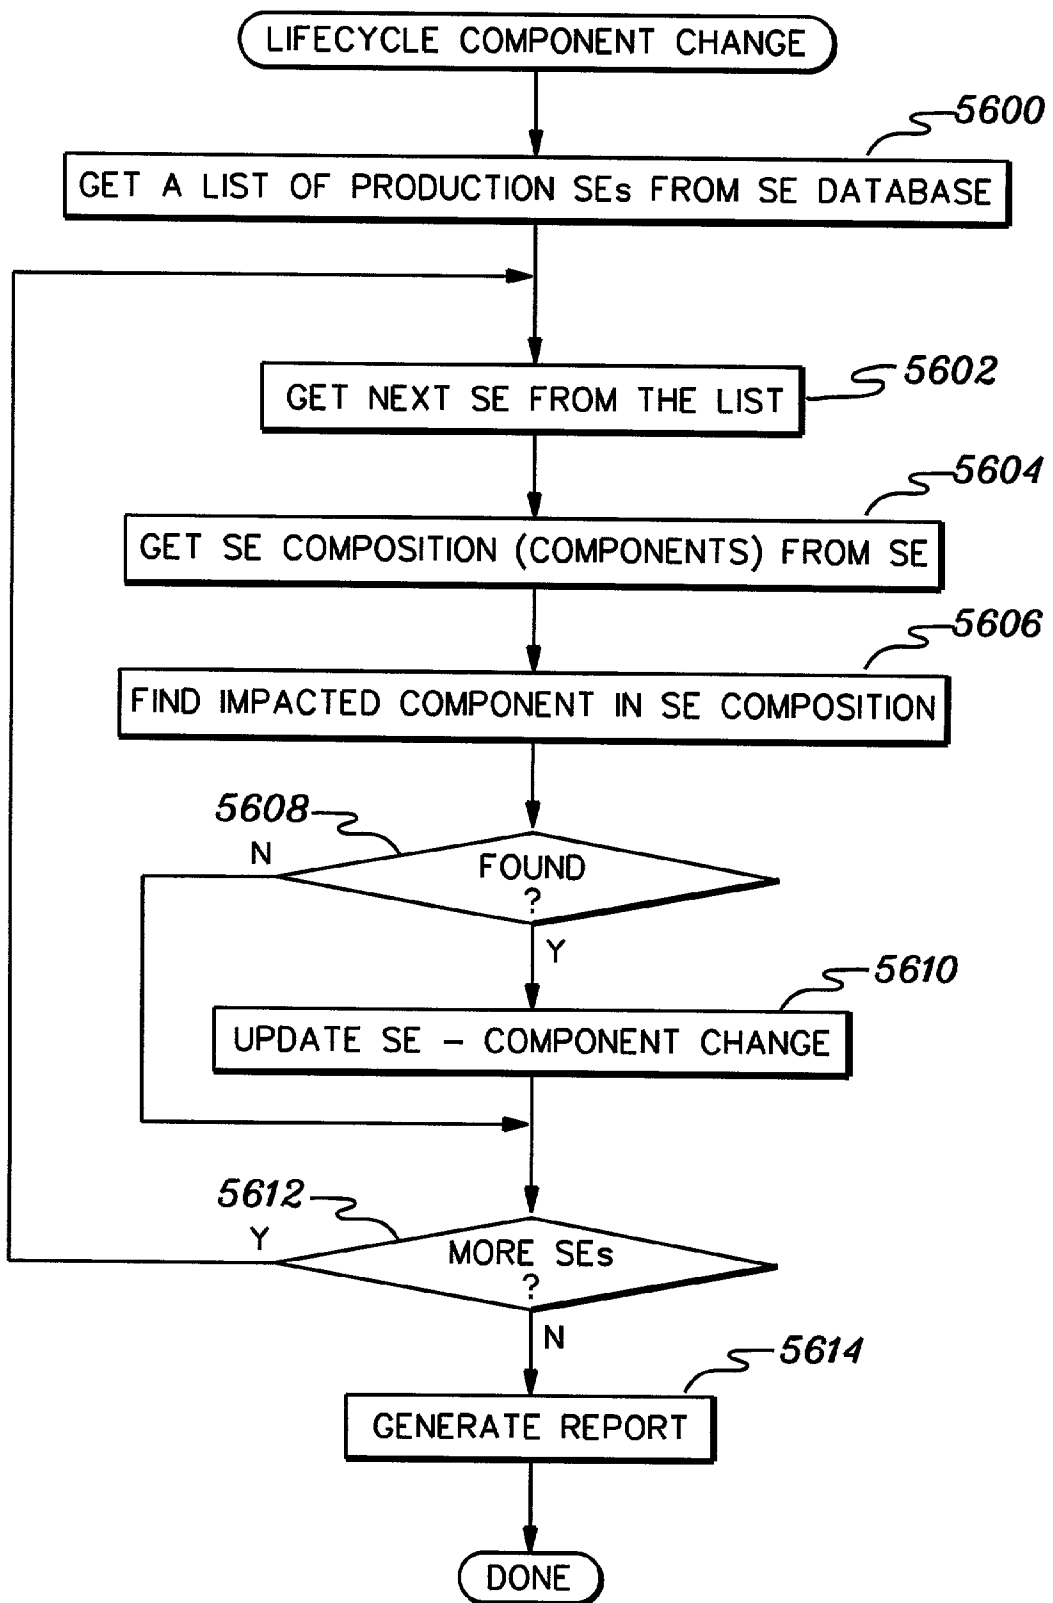 LIFECYCLE COMPONENT CHANGE
5600
GET A LIST OF PRODUCTION SEs FROM SE DATABASE
5602
GET NEXT SE FROM THE LIST
5604
GET SE COMPOSITION (COMPONENTS) FROM SE
5606
FIND IMPACTED COMPONENT IN SE COMPOSITION
5608
N
FOUND
?
Y
5610
UPDATE SE – COMPONENT CHANGE
5612
Y
MORE SEs
?
N
5614
GENERATE REPORT
DONE